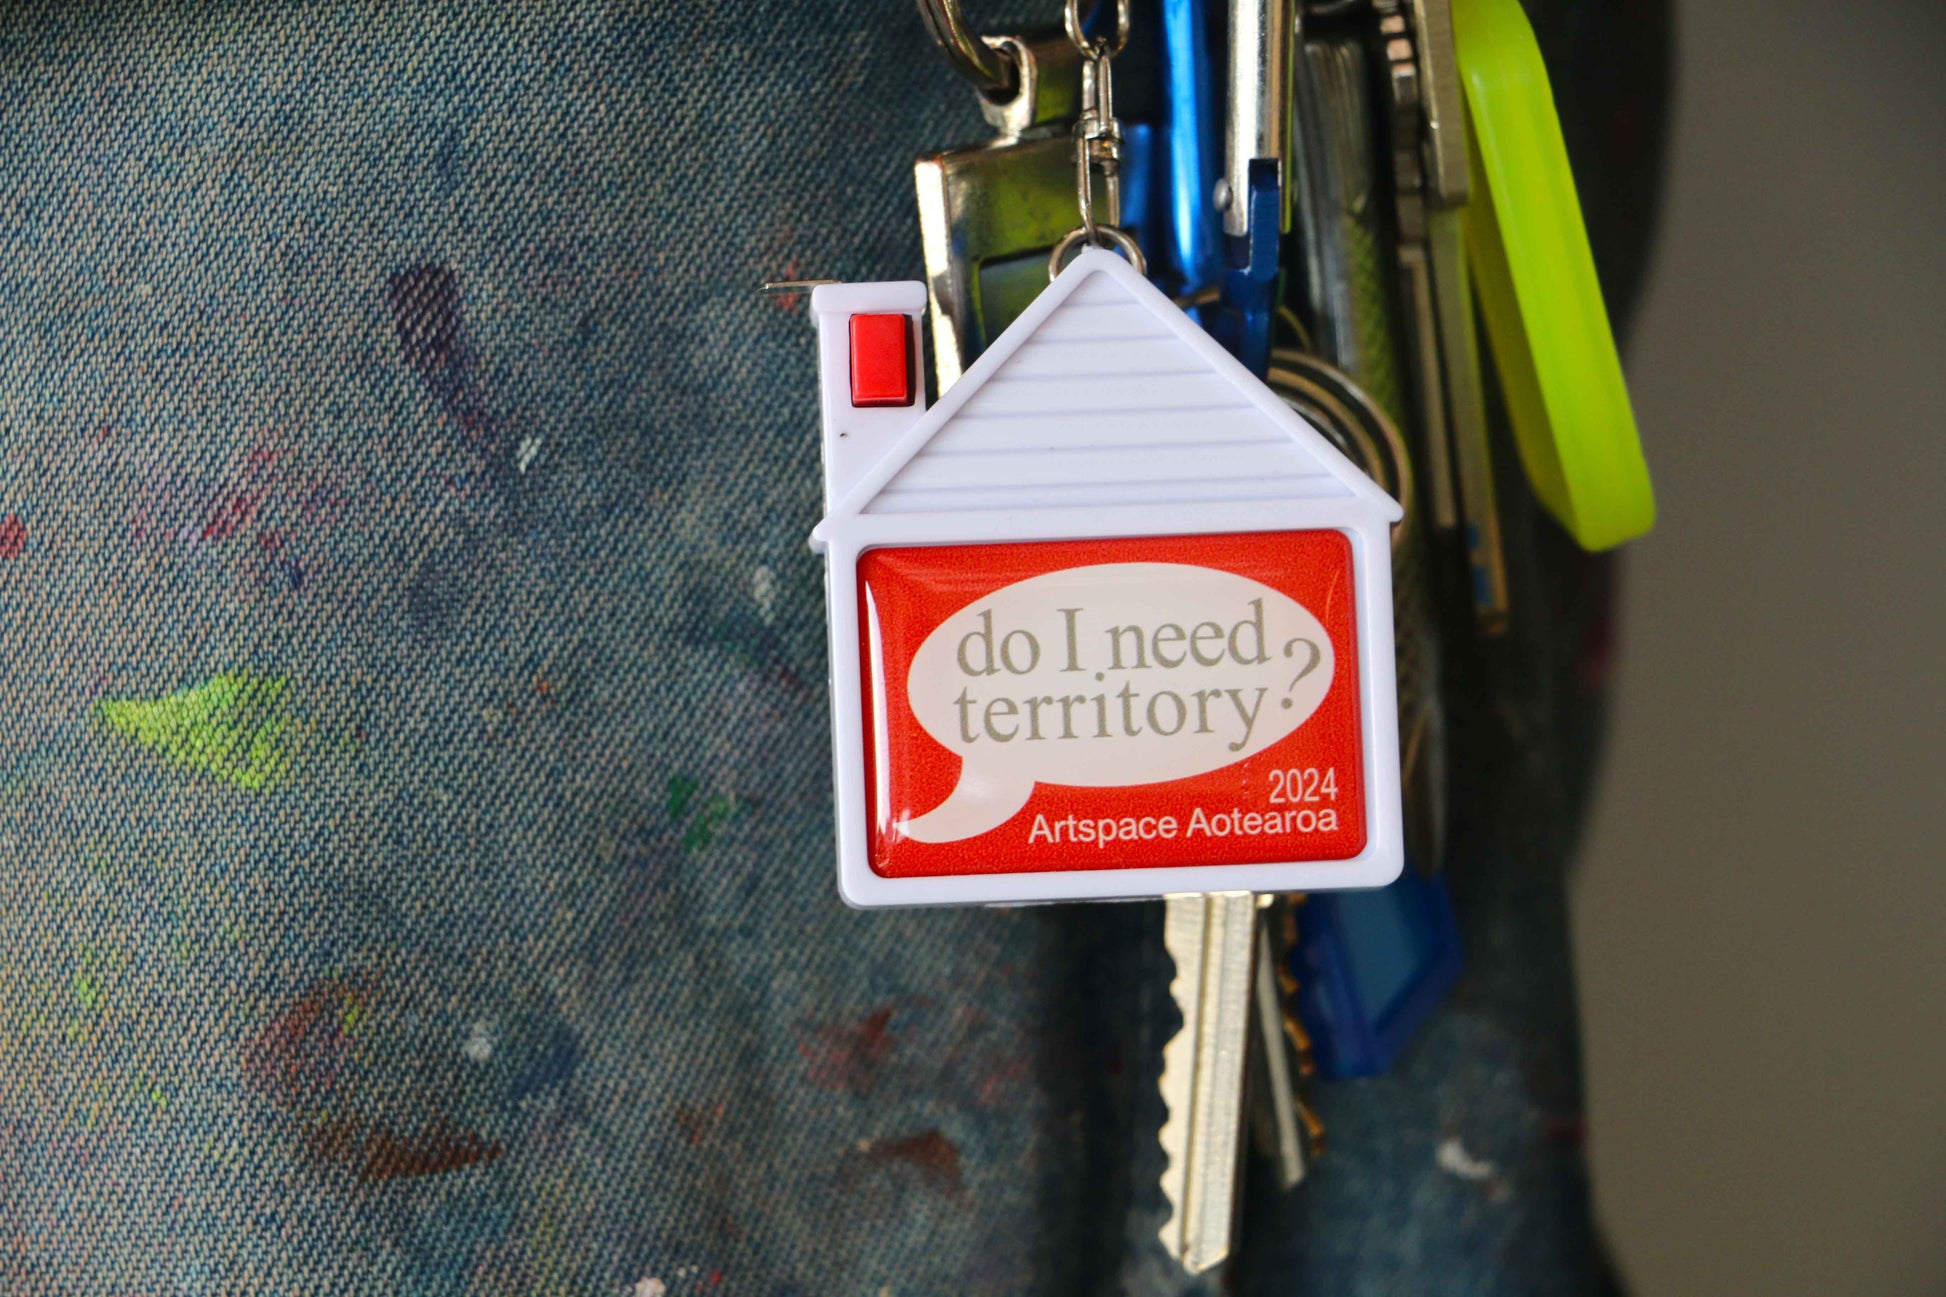 do I need
territory?
2024
Artspace Aotearoa